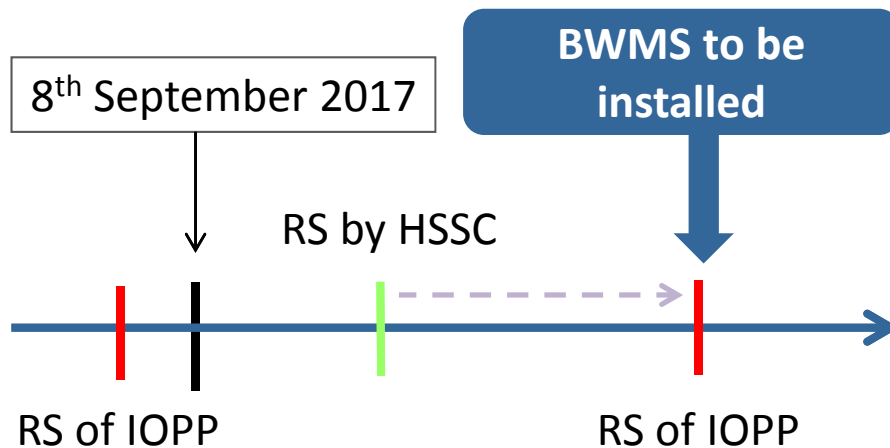 BWMS to be
installed
8th September 2017
RS by HSSC
RS of IOPP
RS of IOPP